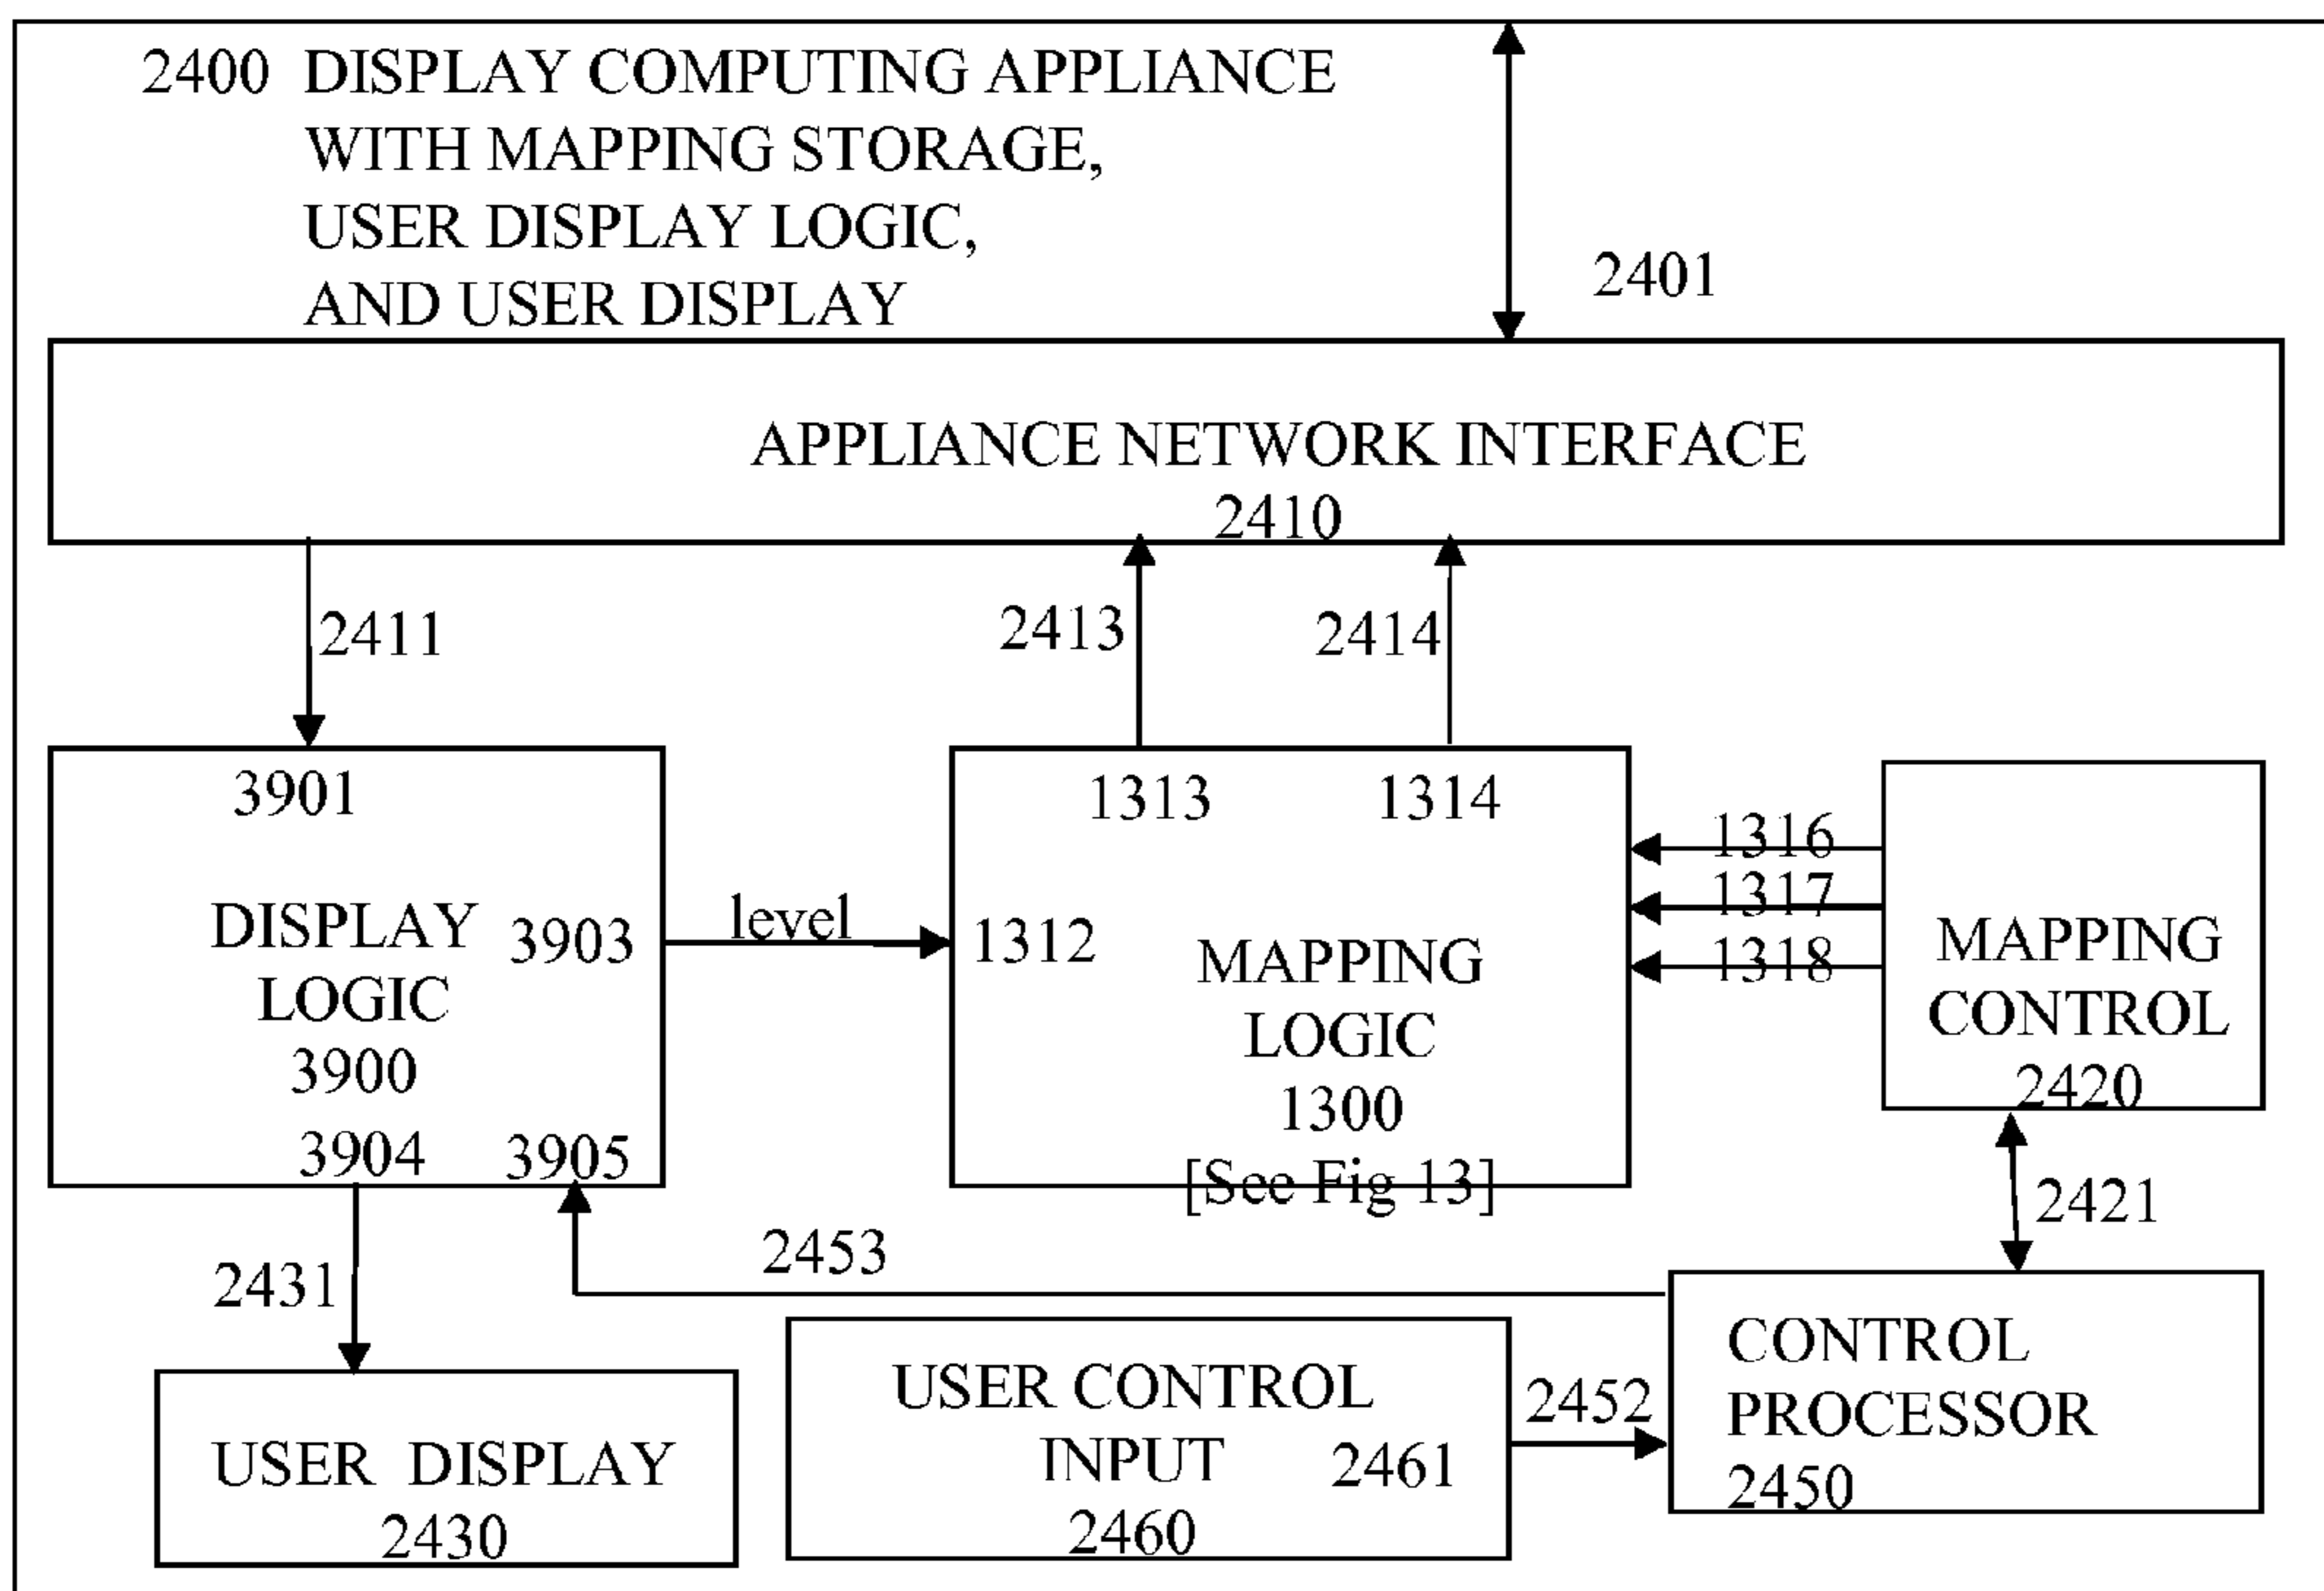 2400 DISPLAY COMPUTING APPLIANCE
WITH MAPPING STORAGE,
USER DISPLAY LOGIC,
AND USER DISPLAY
2401
APPLIANCE NETWORK INTERFACE
2410
2411
2413
2414
3901
DISPLAY
LOGIC
3900
3903
3904
3905
level
1313
1314
1312
MAPPING
LOGIC
1300
[See Fig 13]
1316
1317
1318
MAPPING
CONTROL
2420
2421
2431
2453
USER DISPLAY
2430
USER CONTROL
INPUT
2461
2460
2452
CONTROL
PROCESSOR
2450